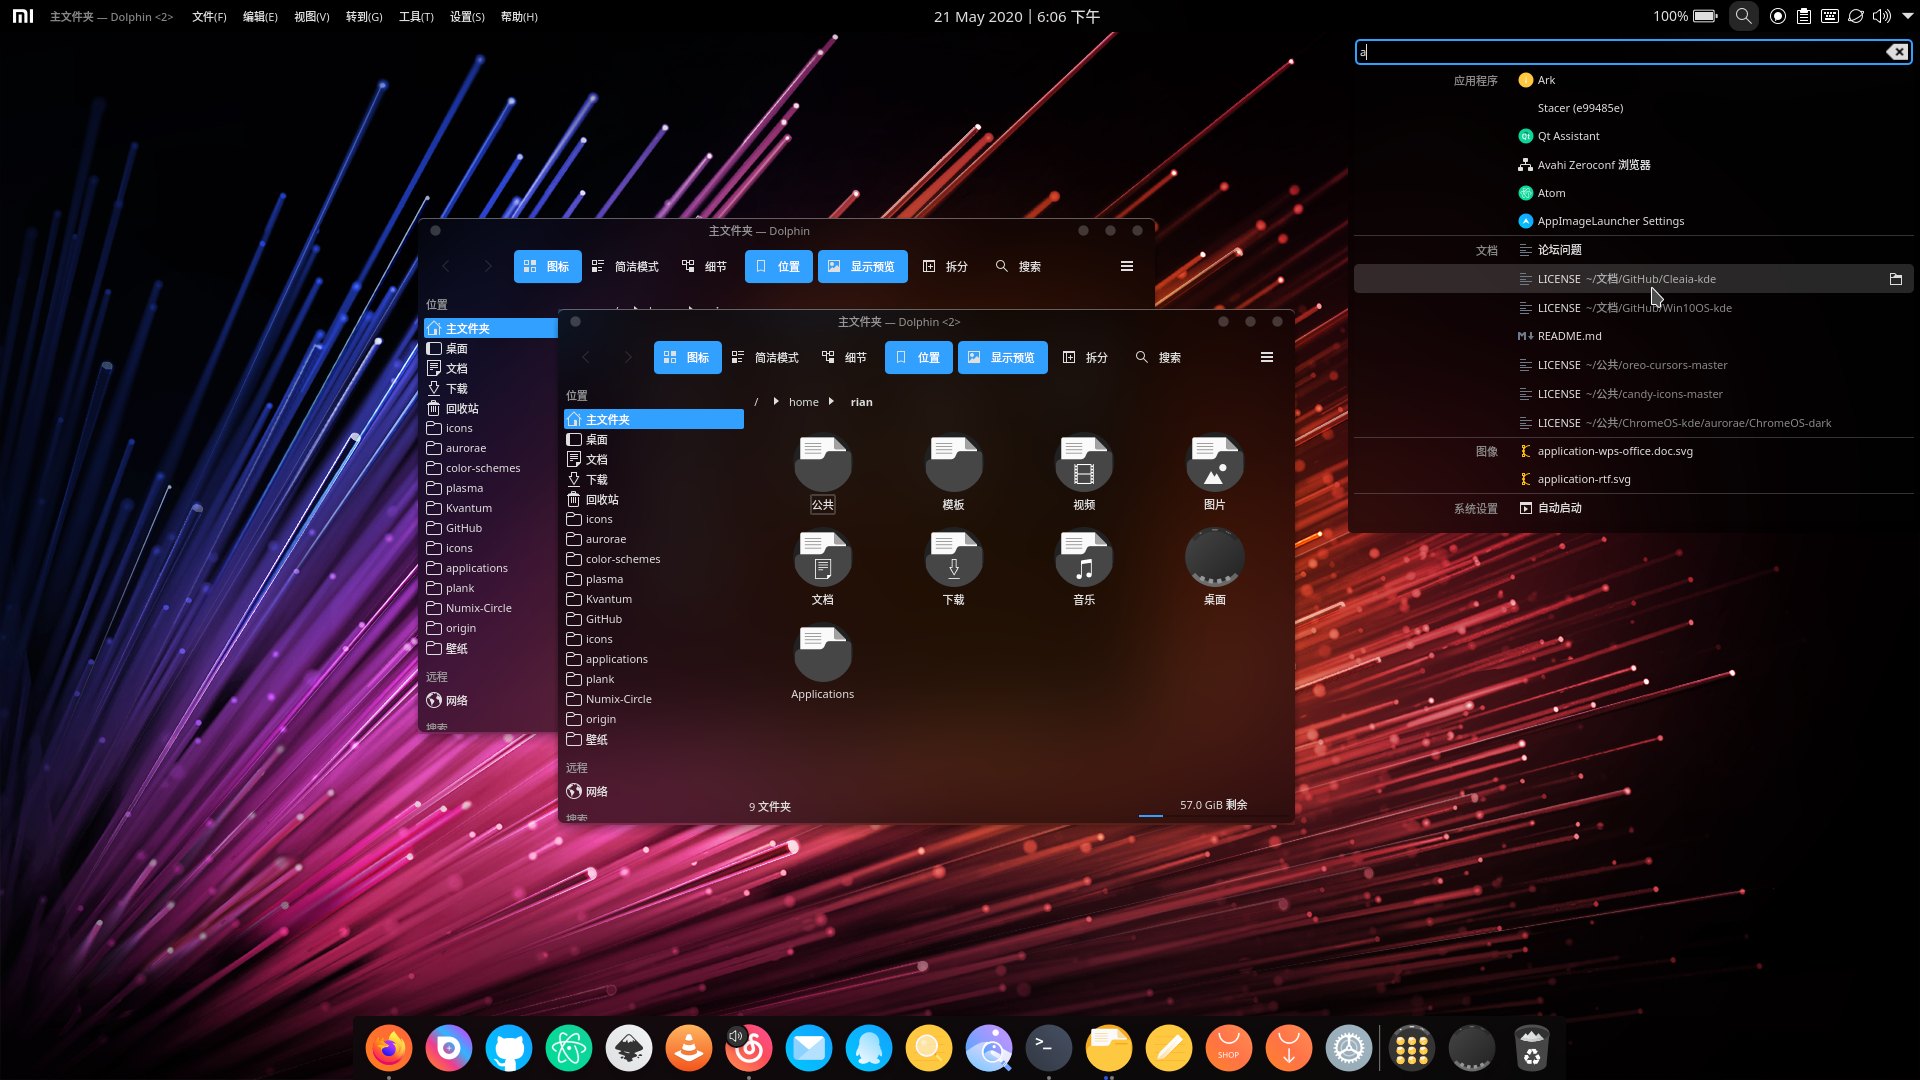 主文件夹 — Dolphin <2> 文件(F) 编辑(E) 视图(V) 转到(G) 工具(T) 设置(S) 帮助(H)
21 May 2020 | 6:06 下午
100%
a
应用程序 Ark
Stacer (e99485e)
Qt Assistant
Avahi Zeroconf 浏览器
Atom
AppImageLauncher Settings
文档 论坛问题
LICENSE ~/文档/GitHub/Cleaia-kde
LICENSE ~/文档/GitHub/Win10OS-kde
README.md
LICENSE ~/公共/oreo-cursors-master
LICENSE ~/公共/candy-icons-master
LICENSE ~/公共/ChromeOS-kde/aurorae/ChromeOS-dark
图像 application-wps-office.doc.svg
application-rtf.svg
系统设置 自动启动
主文件夹 — Dolphin
图标 简洁模式 细节 位置 显示预览 拆分 搜索
位置
主文件夹
桌面
文档
下载
回收站
icons
aurorae
color-schemes
plasma
Kvantum
GitHub
icons
applications
plank
Numix-Circle
origin
壁纸
远程
网络
搜索
主文件夹 — Dolphin <2>
图标 简洁模式 细节 位置 显示预览 拆分 搜索
位置
主文件夹
桌面
文档
下载
回收站
icons
aurorae
color-schemes
plasma
Kvantum
GitHub
icons
applications
plank
Numix-Circle
origin
壁纸
远程
网络
搜索
/ home rian
公共 模板 视频 图片
文档 下载 音乐 桌面
Applications
9 文件夹
57.0 GiB 剩余
SHOP